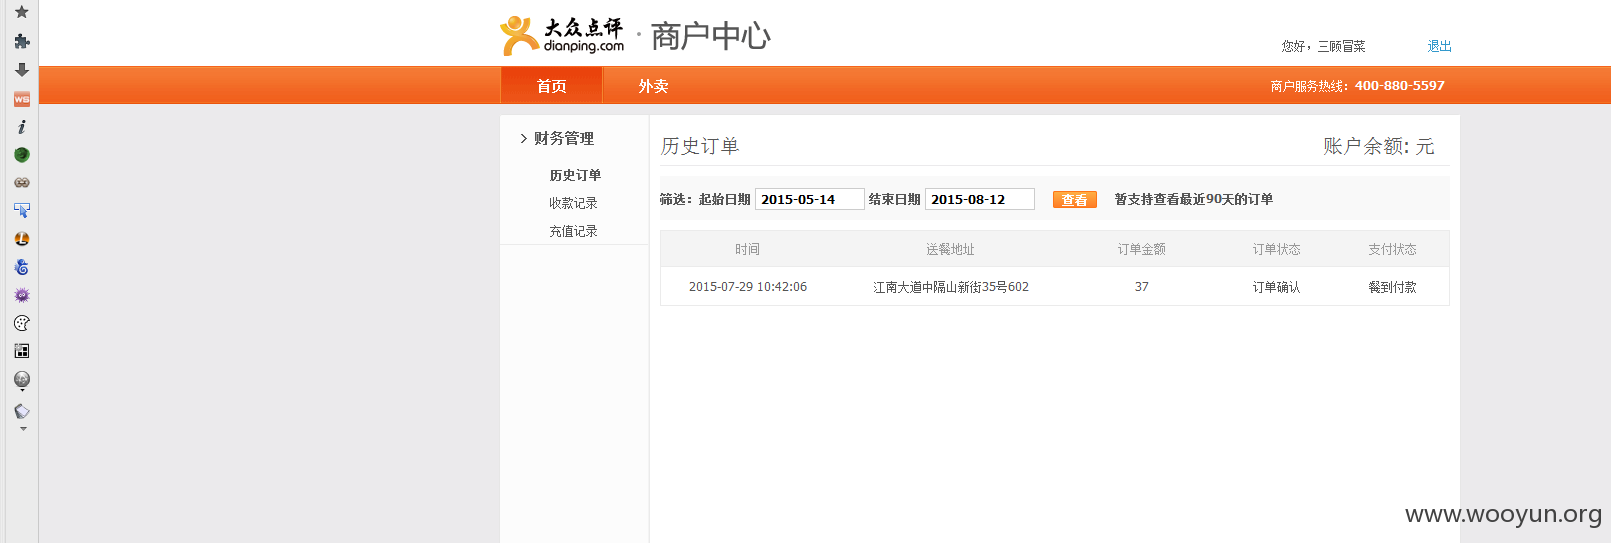 大众点评
dianping.com
· 商户中心
您好，三顾冒菜
退出
首页
外卖
商户服务热线：400-880-5597
财务管理
历史订单
收款记录
充值记录
历史订单
账户余额: 元
筛选：起始日期 2015-05-14 结束日期 2015-08-12 查看 暂支持查看最近90天的订单
时间 送餐地址 订单金额 订单状态 支付状态
2015-07-29 10:42:06 江南大道中隔山新街35号602 37 订单确认 餐到付款
WS
www.wooyun.org